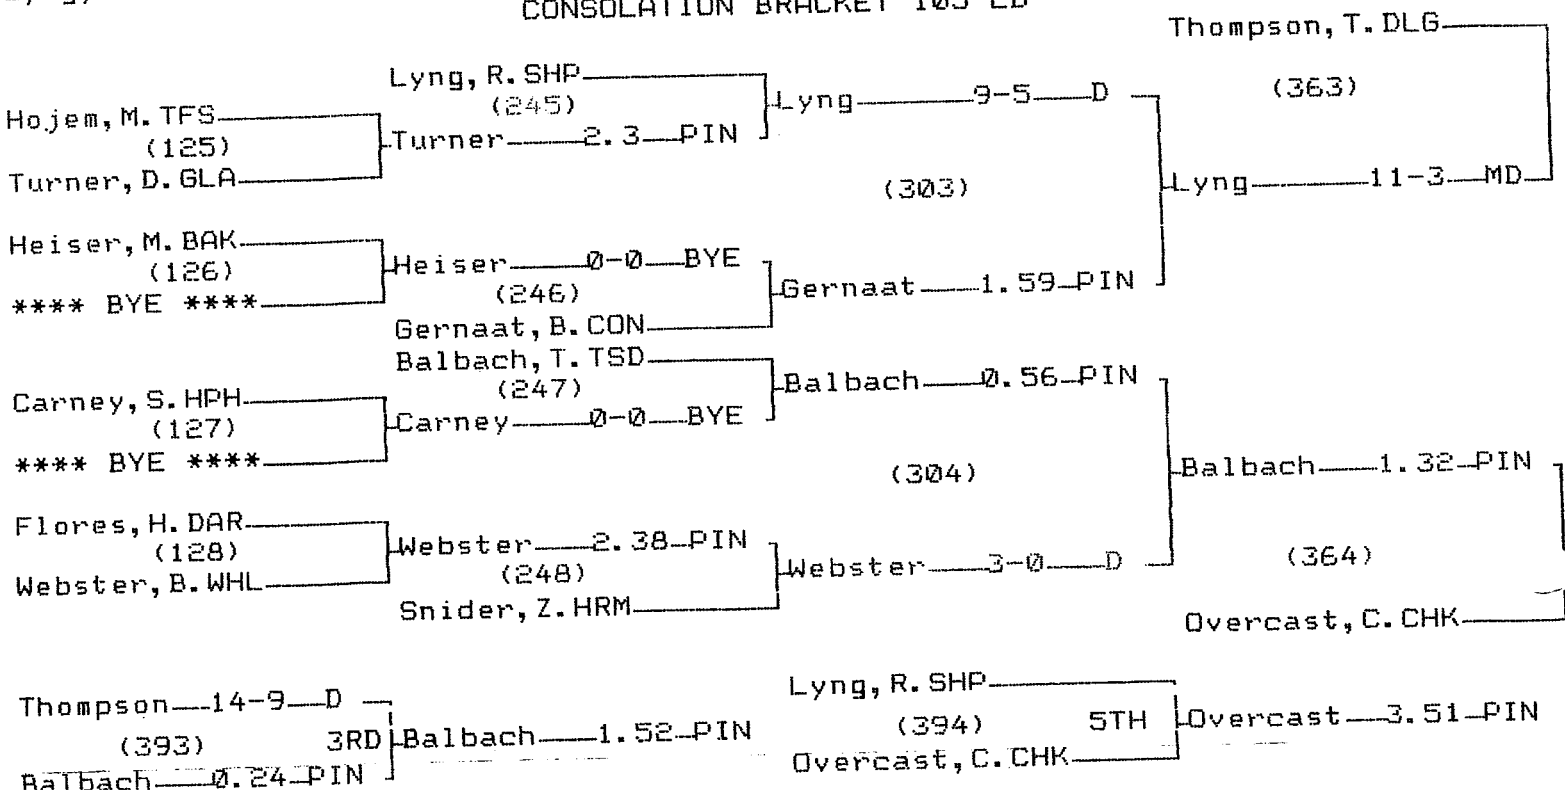 CONSOLATION BRACKET 103 LB
Thompson, T. DLG
Lyng, R. SHP
(363)
(245)
Lyng 9-5 D
Hojem, M. TFS
(125)
Turner 2.3 PIN
Turner, D. GLA
(303)
Lyng 11-3 MD
Heiser, M. BAK
(126)
Heiser 0-0 BYE
**** BYE ****
(246)
Gernaat 1.59 PIN
Gernaat, B. CON
Balbach, T. TSD
(247)
Balbach 0.56 PIN
Carney, S. HPH
(127)
Carney 0-0 BYE
**** BYE ****
(304)
Balbach 1.32 PIN
Flores, H. DAR
(128)
Webster 2.38 PIN
Webster, B. WHL
(248)
Webster 3-0 D
(364)
Snider, Z. HRM
Overcast, C. CHK
Thompson 14-9 D
Lyng, R. SHP
(393) 3RD Balbach 1.52 PIN
(394) 5TH Overcast 3.51 PIN
Balbach 0.24 PIN
Overcast, C. CHK